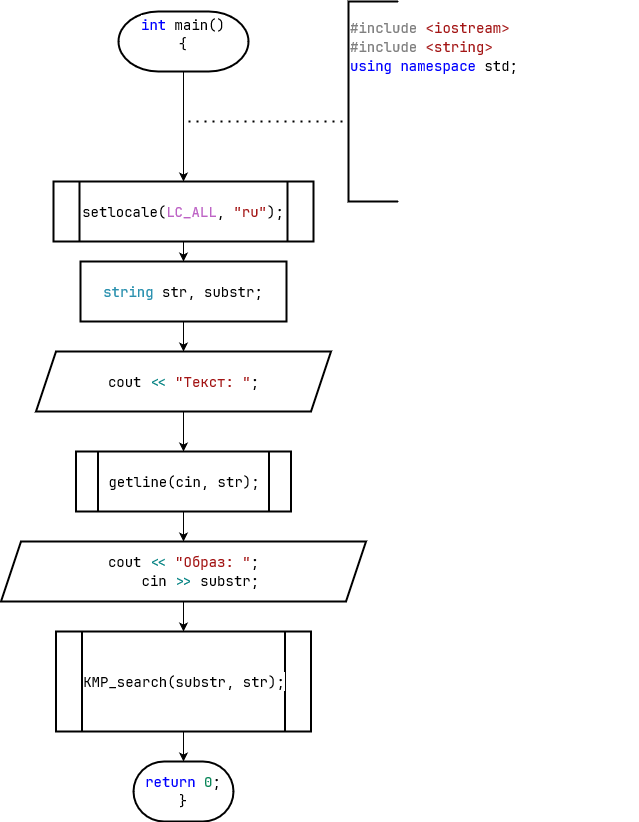 int main()
{
#include <iostream>
#include <string>
using namespace std;
setlocale(LC_ALL, "ru");
string str, substr;
cout << "Текст: ";
getline(cin, str);
cout << "Образ: ";
cin >> substr;
KMP_search(substr, str);
return 0;
}